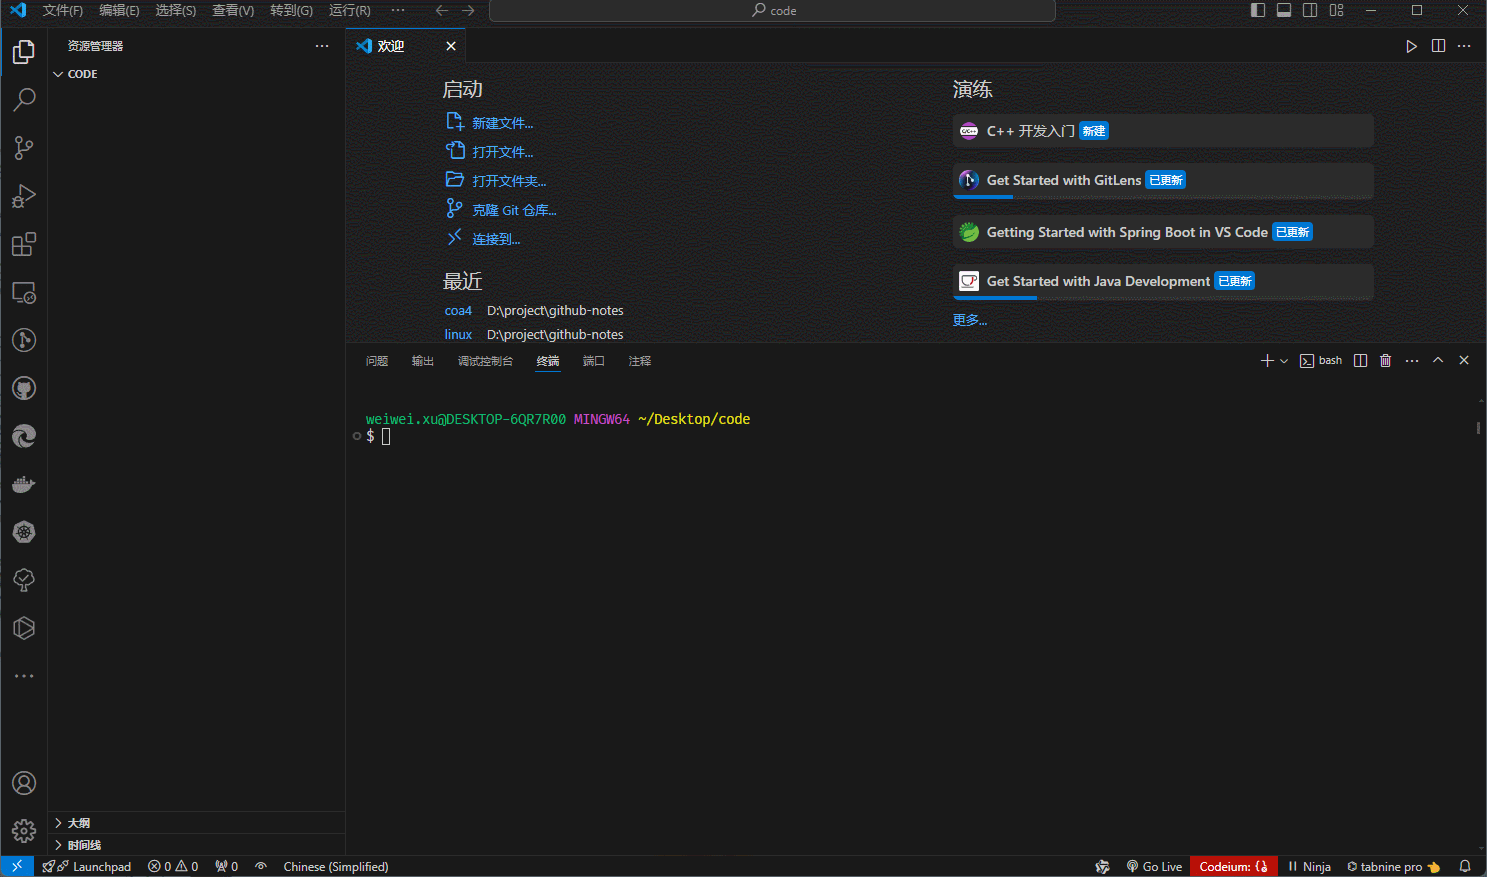 文件(F) 编辑(E) 选择(S) 查看(V) 转到(G) 运行(R) ··· code
资源管理器 ···
CODE
大纲
时间线
欢迎
启动
新建文件...
打开文件...
打开文件夹...
克隆 Git 仓库...
连接到...
最近
coa4 D:\project\github-notes
linux D:\project\github-notes
演练
C/C++ C++ 开发入门 新建
Get Started with GitLens 已更新
Getting Started with Spring Boot in VS Code 已更新
Get Started with Java Development 已更新
更多...
问题 输出 调试控制台 终端 端口 注释 bash
weiwei.xu@DESKTOP-6QR7R00 MINGW64 ~/Desktop/code
$
Launchpad 0 0 0 Chinese (Simplified) Go Live Codeium: {} Ninja tabnine pro